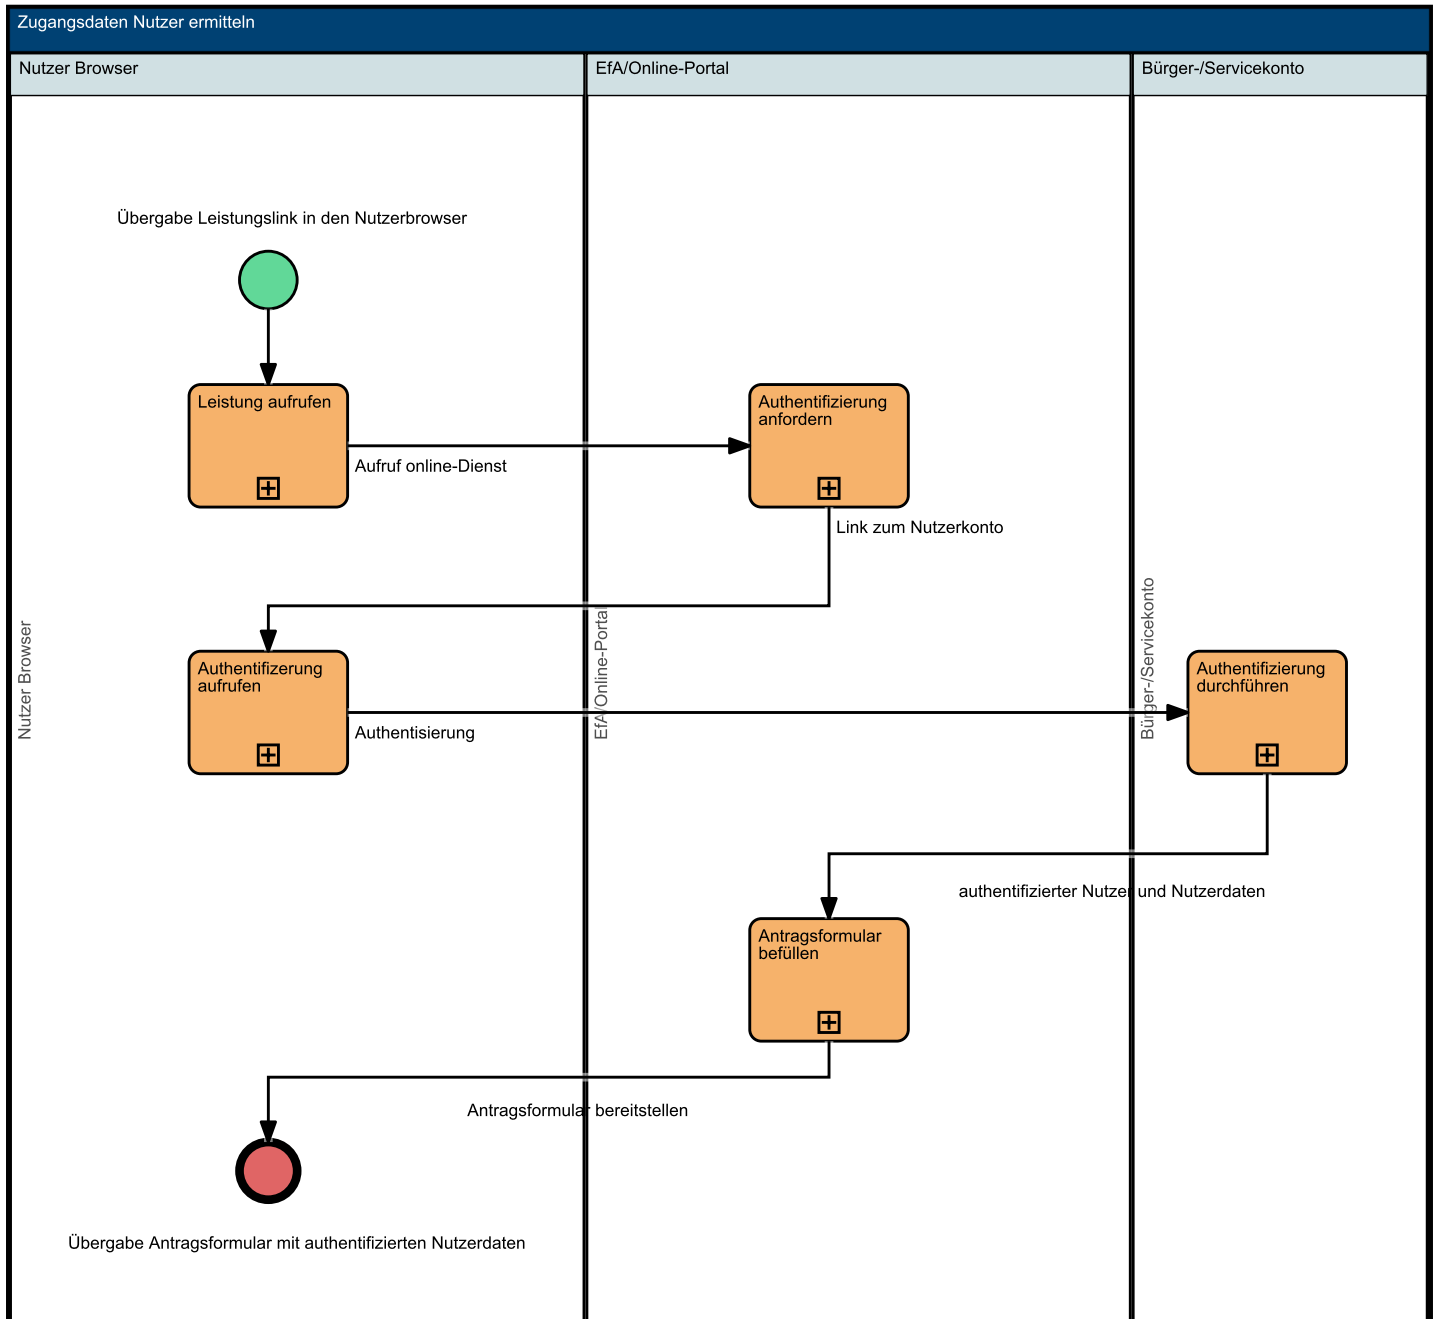 Zugangsdaten Nutzer ermitteln
Nutzer Browser
EfA/Online-Portal
Bürger-/Servicekonto
Übergabe Leistungslink in den Nutzerbrowser
Leistung aufrufen
Aufruf online-Dienst
Authentifizierung
anfordern
Link zum Nutzerkonto
Nutzer Browser
EfA/Online-Portal
Bürger-/Servicekonto
Authentifizerung
aufrufen
Authentisierung
Authentifizierung
durchführen
authentifizierter Nutzer und Nutzerdaten
Antragsformular
befüllen
Antragsformular bereitstellen
Übergabe Antragsformular mit authentifizierten Nutzerdaten